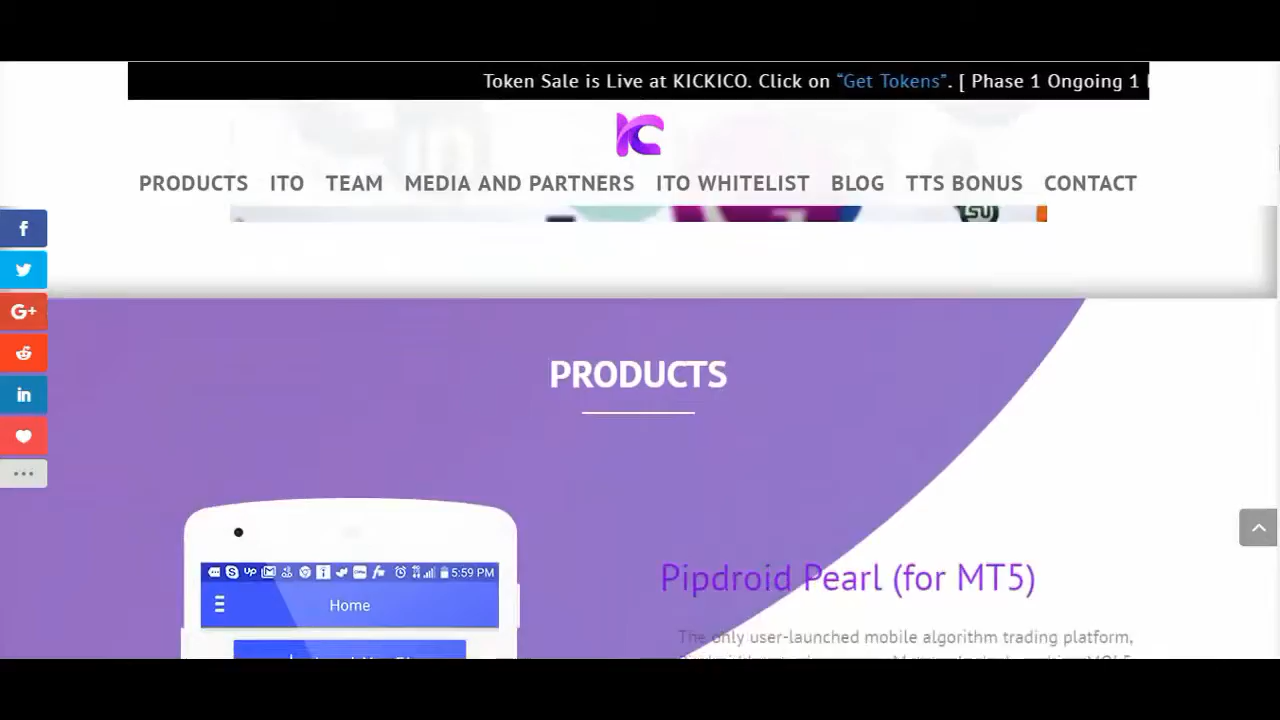 Token Sale is Live at KICKICO. Click on “Get Tokens”. [ Phase 1 Ongoing 1
PRODUCTS ITO TEAM MEDIA AND PARTNERS ITO WHITELIST BLOG TTS BONUS CONTACT
PRODUCTS
5:59 PM
Home
Pipdroid Pearl (for MT5)
The only user-launched mobile algorithm trading platform,